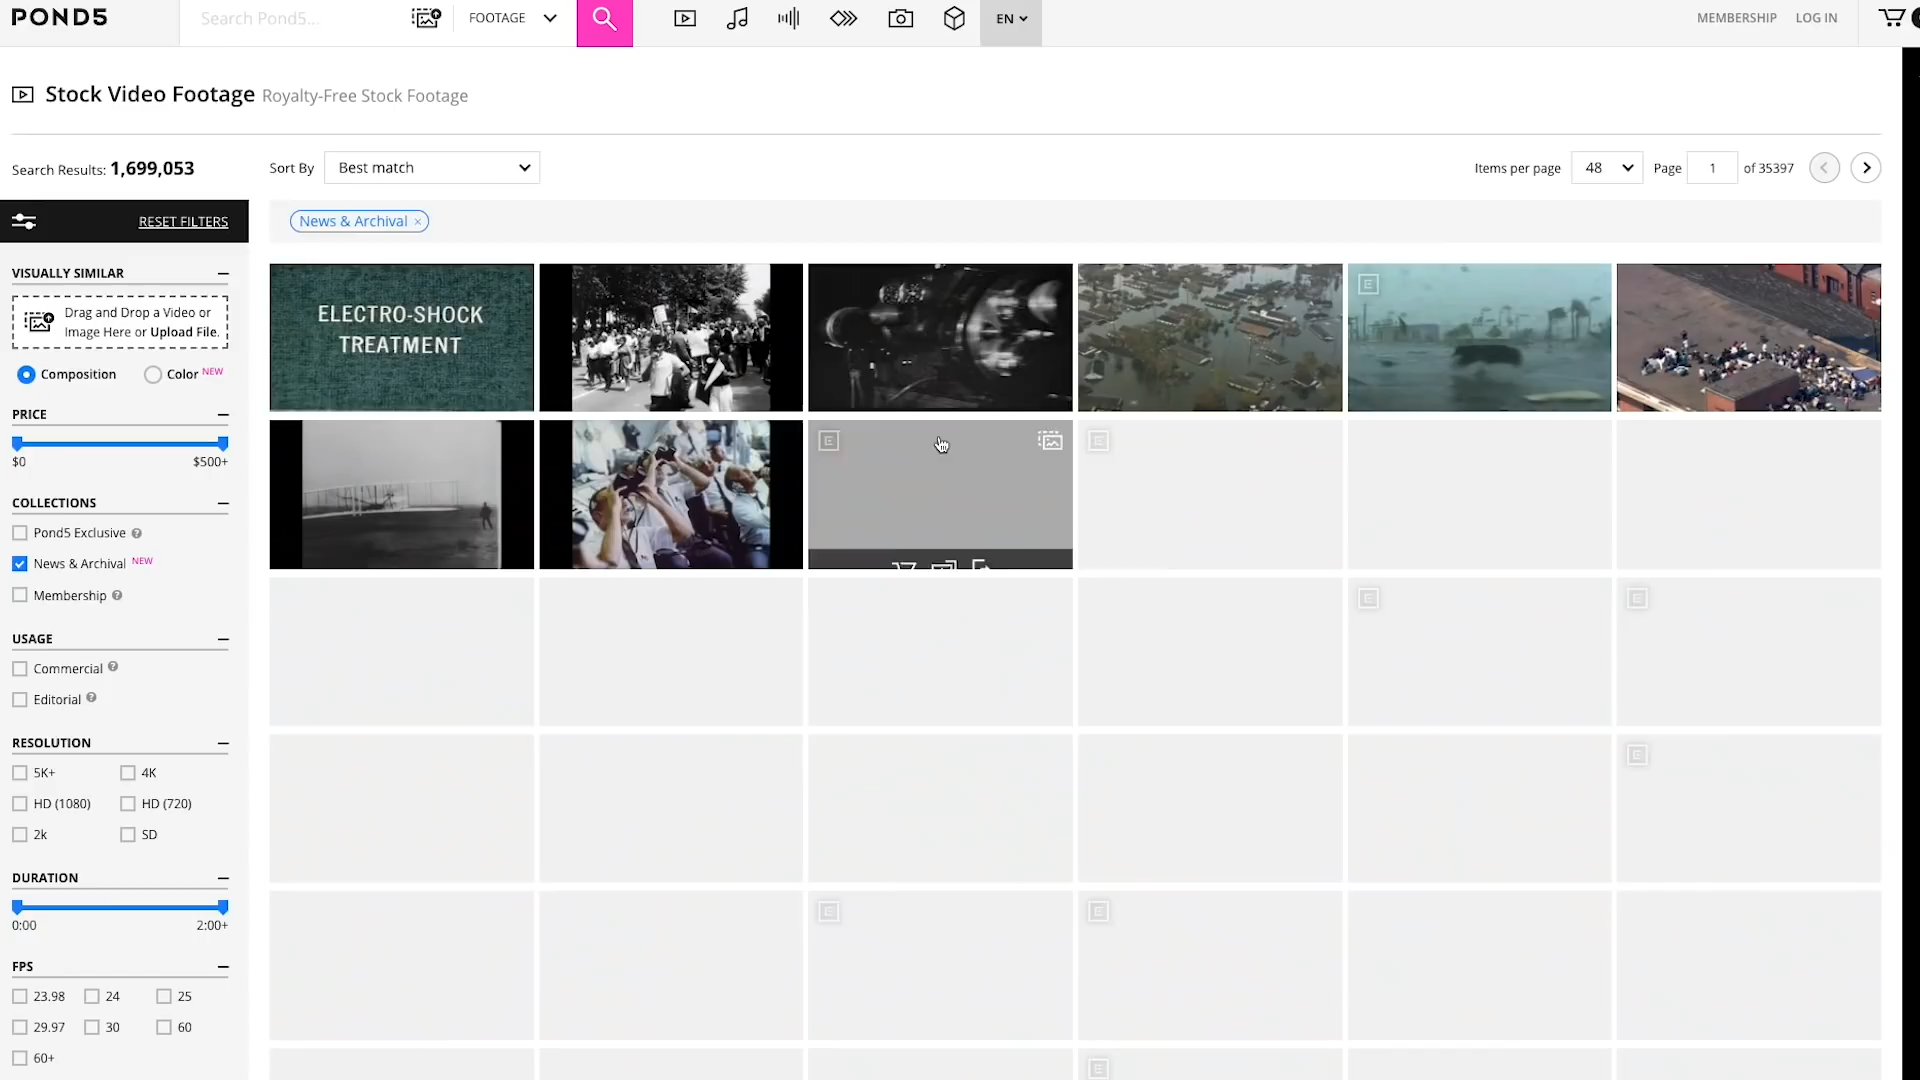 POND5
Search Pond5...
FOOTAGE
EN
MEMBERSHIP
LOG IN
Stock Video Footage Royalty-Free Stock Footage
Search Results: 1,699,053
Sort By
Best match
Items per page
48
Page
1
of 35397
RESET FILTERS
News & Archival ×
VISUALLY SIMILAR
Drag and Drop a Video or
Image Here or Upload File.
Composition
Color NEW
PRICE
$0
$500+
COLLECTIONS
Pond5 Exclusive ?
News & Archival NEW
Membership ?
USAGE
Commercial ?
Editorial ?
RESOLUTION
5K+
4K
HD (1080)
HD (720)
2k
SD
DURATION
0:00
2:00+
FPS
23.98
24
25
29.97
30
60
60+
ELECTRO-SHOCK
TREATMENT
E
E
E
E
E
E
E
E
E